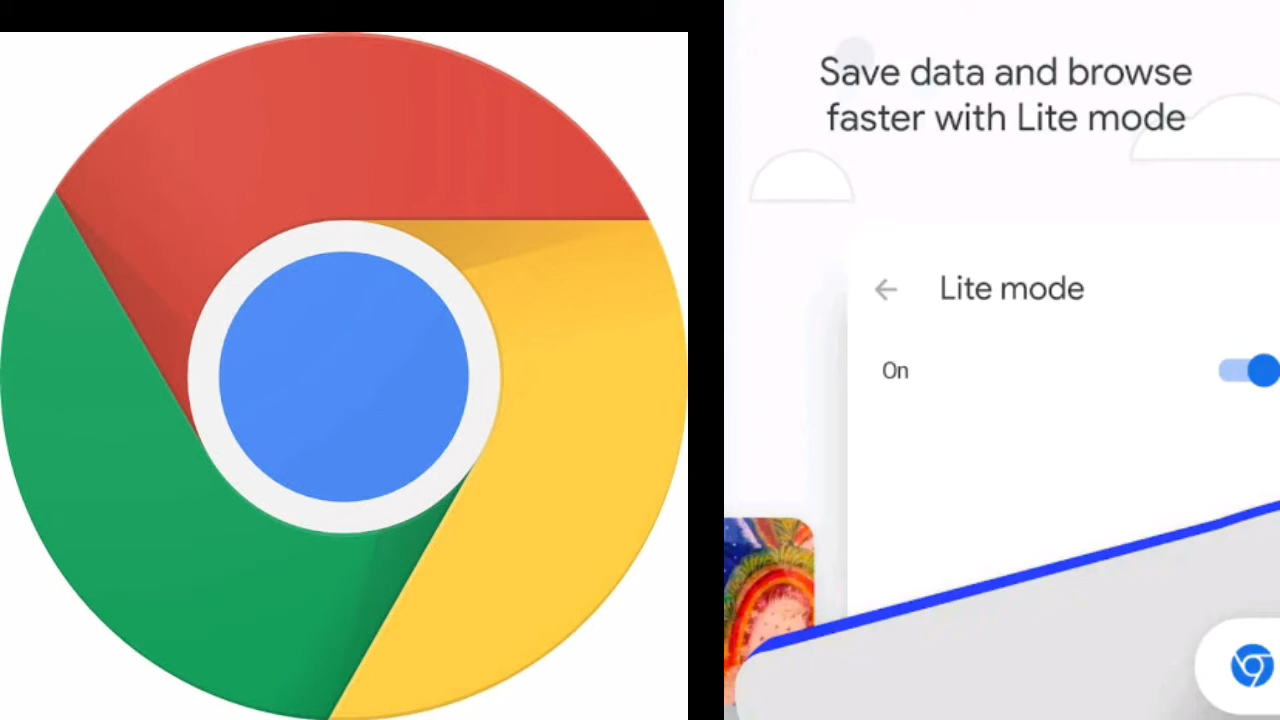 Save data and browse
faster with Lite mode
Lite mode
On